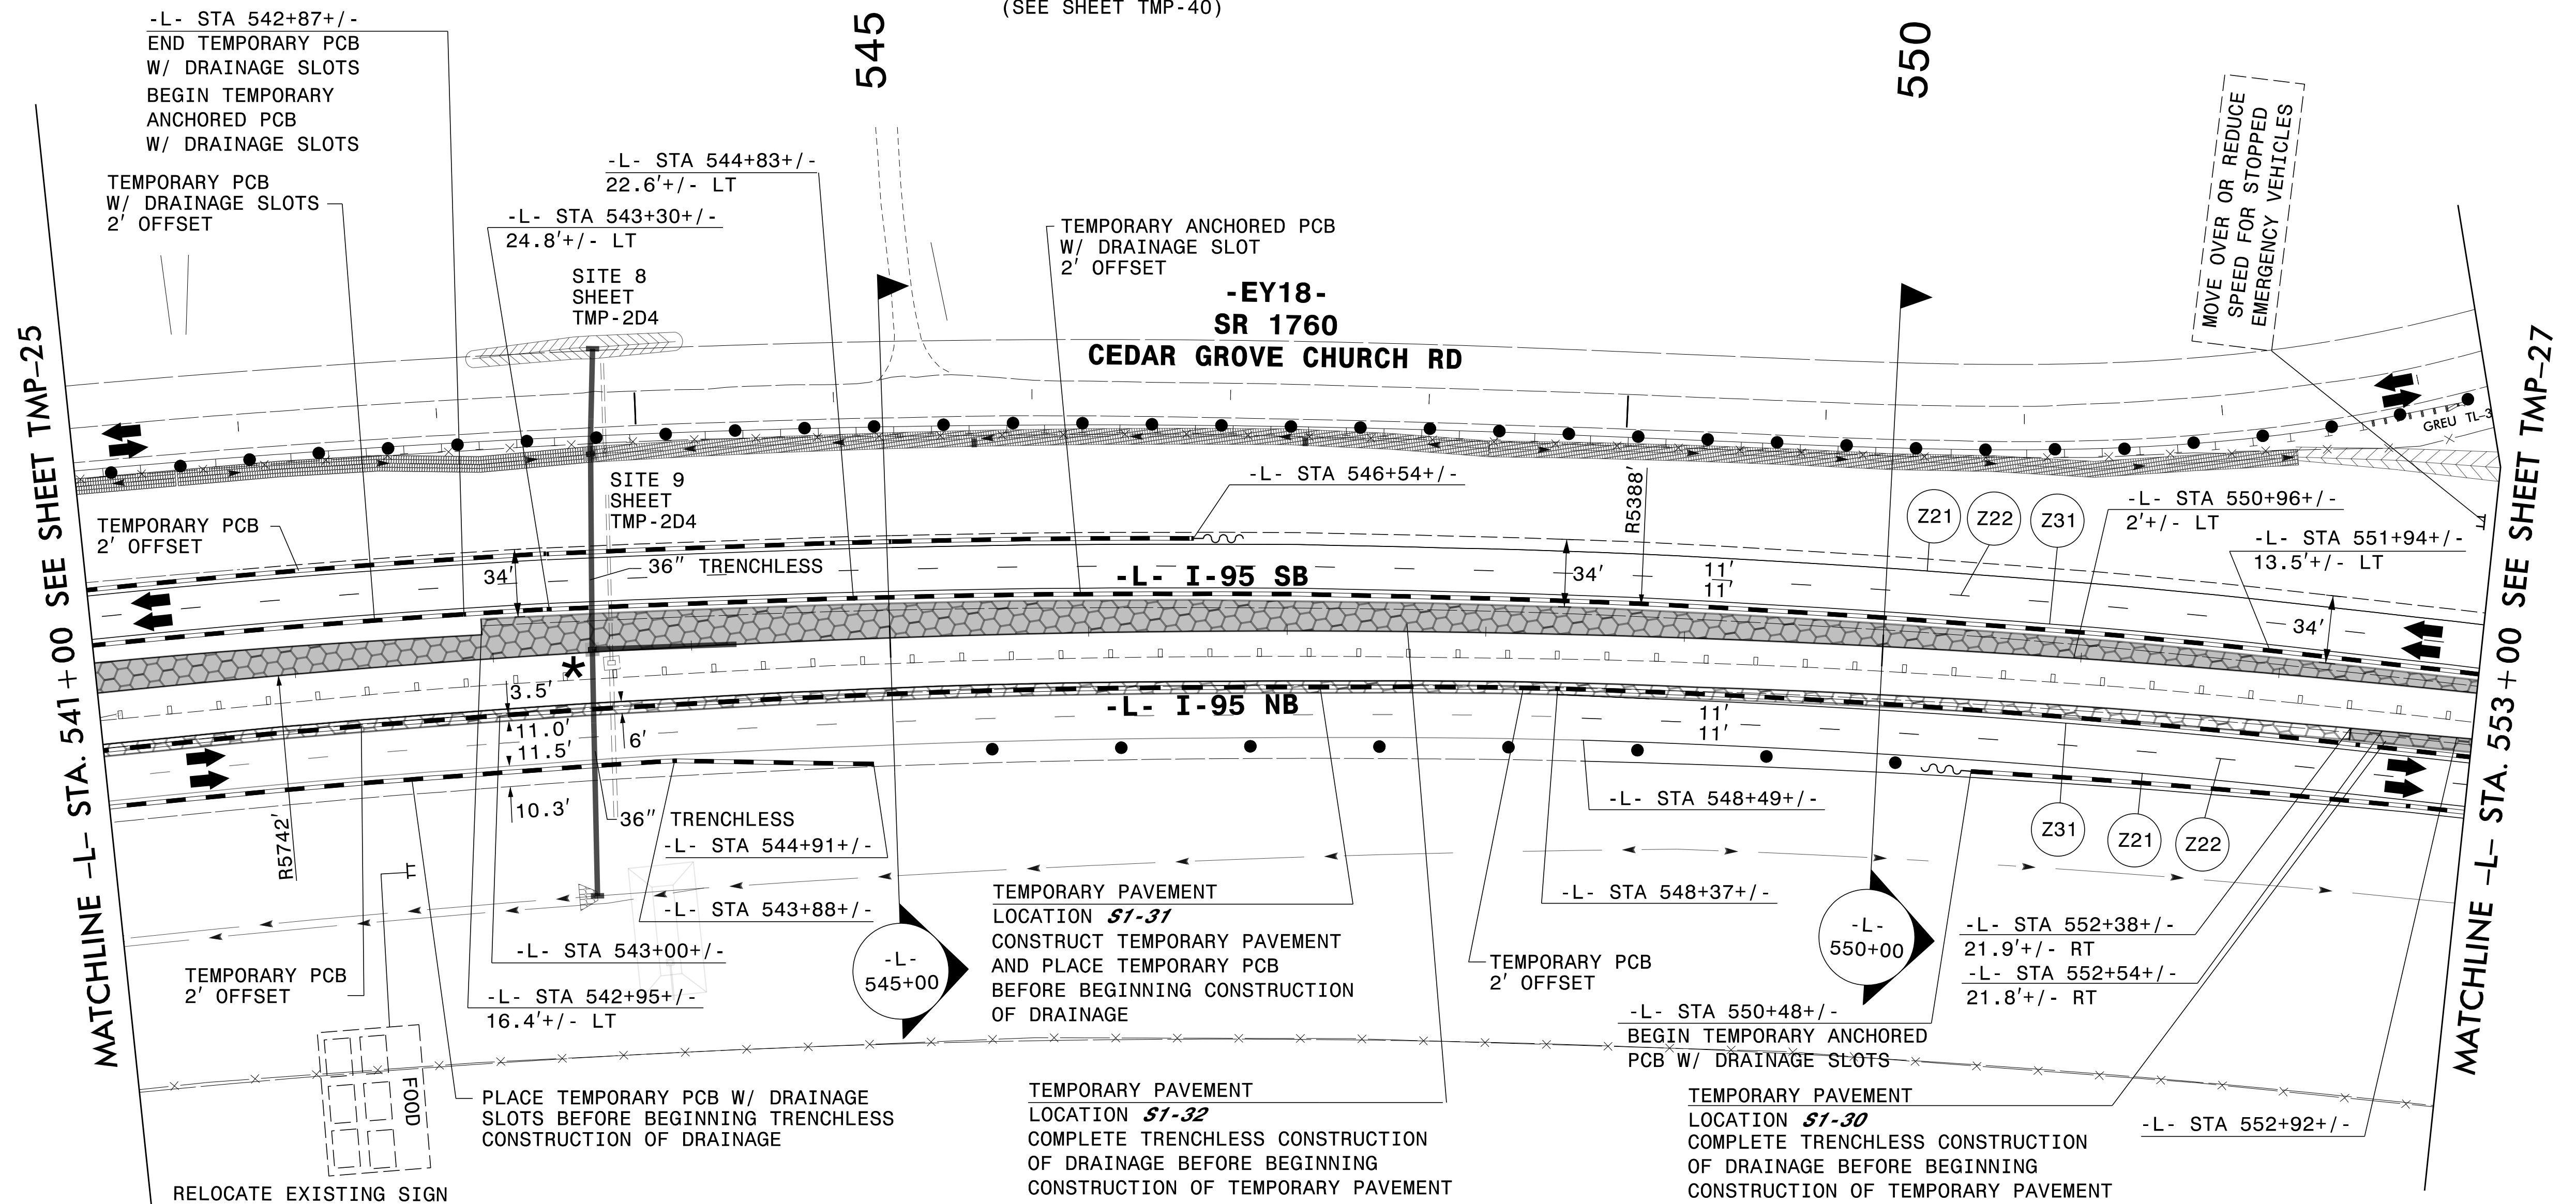 (SEE SHEET TMP-40)
-L- STA 542+87+/-
END TEMPORARY PCB
W/ DRAINAGE SLOTS
BEGIN TEMPORARY
ANCHORED PCB
W/ DRAINAGE SLOTS
545
550
TEMPORARY PCB
W/ DRAINAGE SLOTS
2' OFFSET
-L- STA 544+83+/-
22.6'+/- LT
-L- STA 543+30+/-
24.8'+/- LT
SITE 8
SHEET
TMP-2D4
TEMPORARY ANCHORED PCB
W/ DRAINAGE SLOT
2' OFFSET
-EY18-
SR 1760
CEDAR GROVE CHURCH RD
MOVE OVER OR REDUCE
SPEED FOR STOPPED
EMERGENCY VEHICLES
GREU TL-3
MATCHLINE -L- STA. 541+00 SEE SHEET TMP-25
MATCHLINE -L- STA. 553+00 SEE SHEET TMP-27
SITE 9
SHEET
TMP-2D4
-L- STA 546+54+/-
R5388'
Z21
Z22
Z31
-L- STA 550+96+/-
2'+/- LT
-L- STA 551+94+/-
13.5'+/- LT
TEMPORARY PCB
2' OFFSET
34'
36" TRENCHLESS
-L- I-95 SB
34'
11'
11'
34'
*
3.5'
11.0'
11.5'
6'
10.3'
-L- I-95 NB
11'
11'
R5742'
36" TRENCHLESS
-L- STA 544+91+/-
-L- STA 543+88+/-
-L- STA 543+00+/-
-L- STA 542+95+/-
16.4'+/- LT
TEMPORARY PCB
2' OFFSET
-L-
545+00
TEMPORARY PAVEMENT
LOCATION S1-31
CONSTRUCT TEMPORARY PAVEMENT
AND PLACE TEMPORARY PCB
BEFORE BEGINNING CONSTRUCTION
OF DRAINAGE
-L- STA 548+49+/-
-L- STA 548+37+/-
TEMPORARY PCB
2' OFFSET
-L-
550+00
Z31
Z21
Z22
-L- STA 552+38+/-
21.9'+/- RT
-L- STA 552+54+/-
21.8'+/- RT
-L- STA 550+48+/-
BEGIN TEMPORARY ANCHORED
PCB W/ DRAINAGE SLOTS
FOOD
PLACE TEMPORARY PCB W/ DRAINAGE
SLOTS BEFORE BEGINNING TRENCHLESS
CONSTRUCTION OF DRAINAGE
TEMPORARY PAVEMENT
LOCATION S1-32
COMPLETE TRENCHLESS CONSTRUCTION
OF DRAINAGE BEFORE BEGINNING
CONSTRUCTION OF TEMPORARY PAVEMENT
TEMPORARY PAVEMENT
LOCATION S1-30
COMPLETE TRENCHLESS CONSTRUCTION
OF DRAINAGE BEFORE BEGINNING
CONSTRUCTION OF TEMPORARY PAVEMENT
-L- STA 552+92+/-
RELOCATE EXISTING SIGN